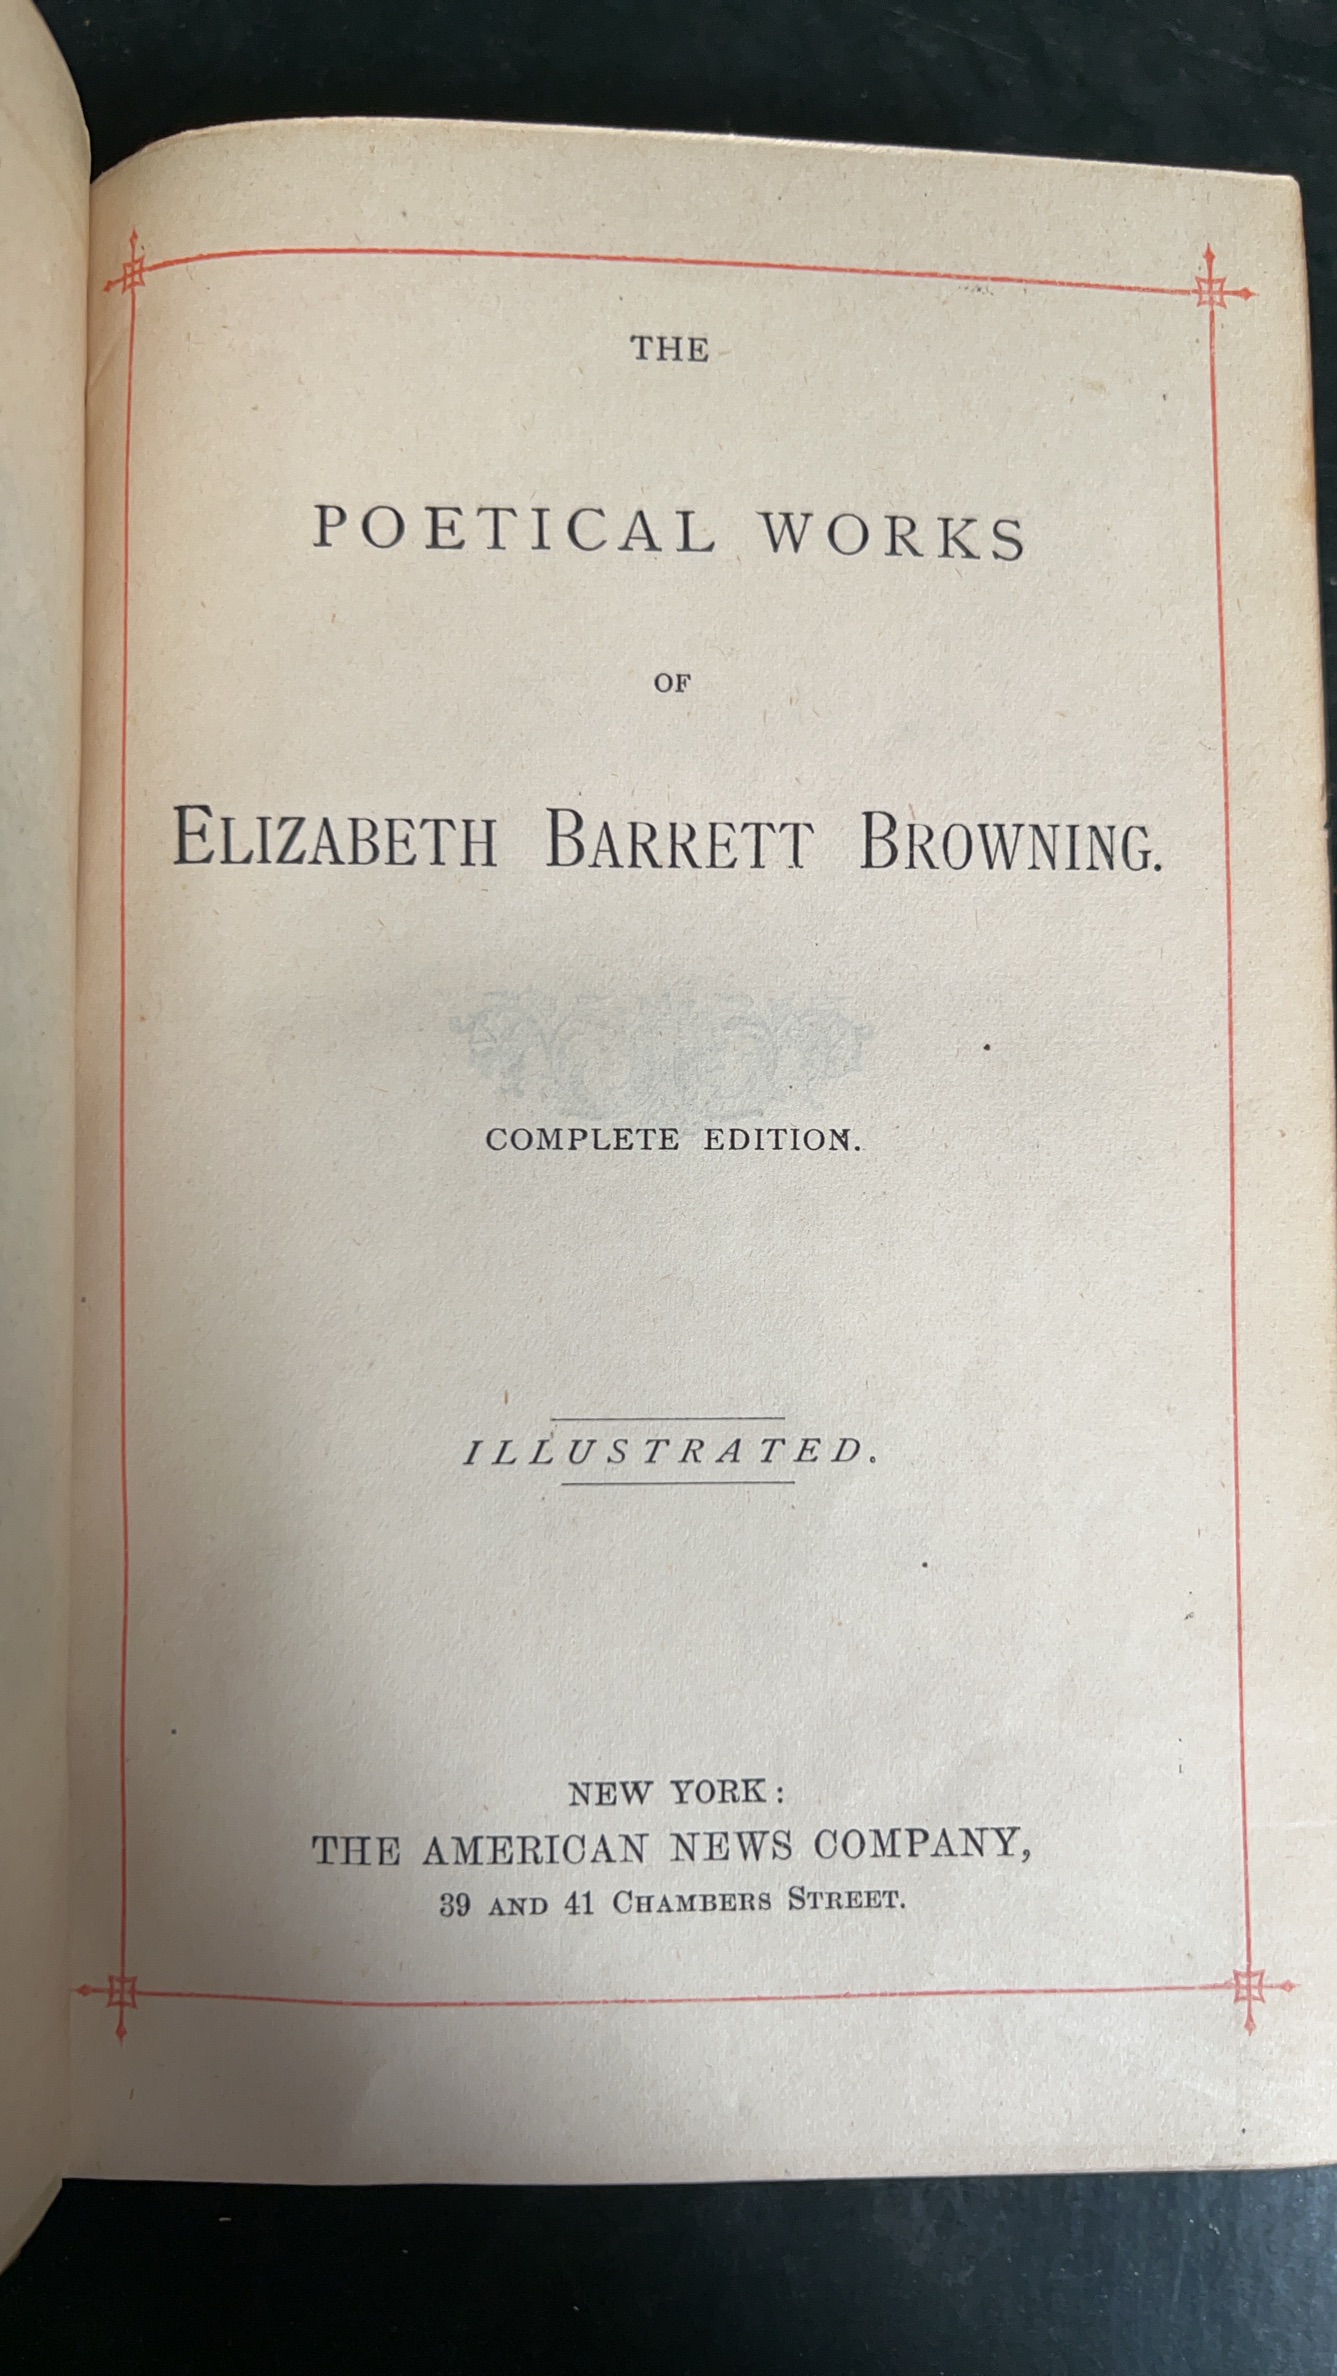 THE
POETICAL WORKS
OF
ELIZABETH BARRETT BROWNING.
COMPLETE EDITION.
ILLUSTRATED.
NEW YORK:
THE AMERICAN NEWS COMPANY,
39 AND 41 CHAMBERS STREET.